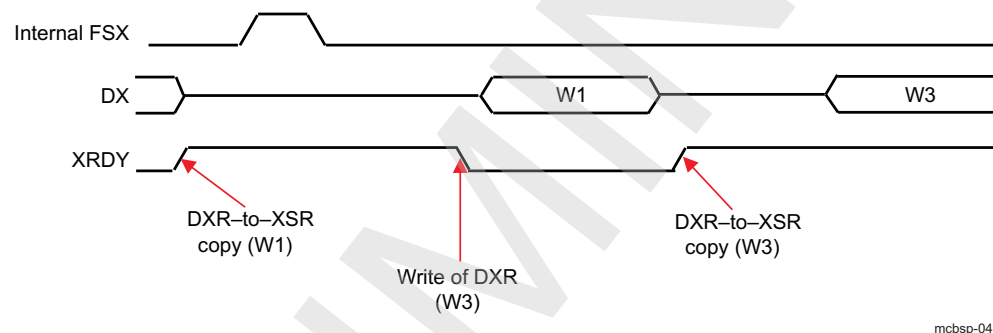 Internal FSX
DX
W1
W3
XRDY
DXR–to–XSR
copy (W1)
Write of DXR
(W3)
DXR–to–XSR
copy (W3)
mcbsp-04